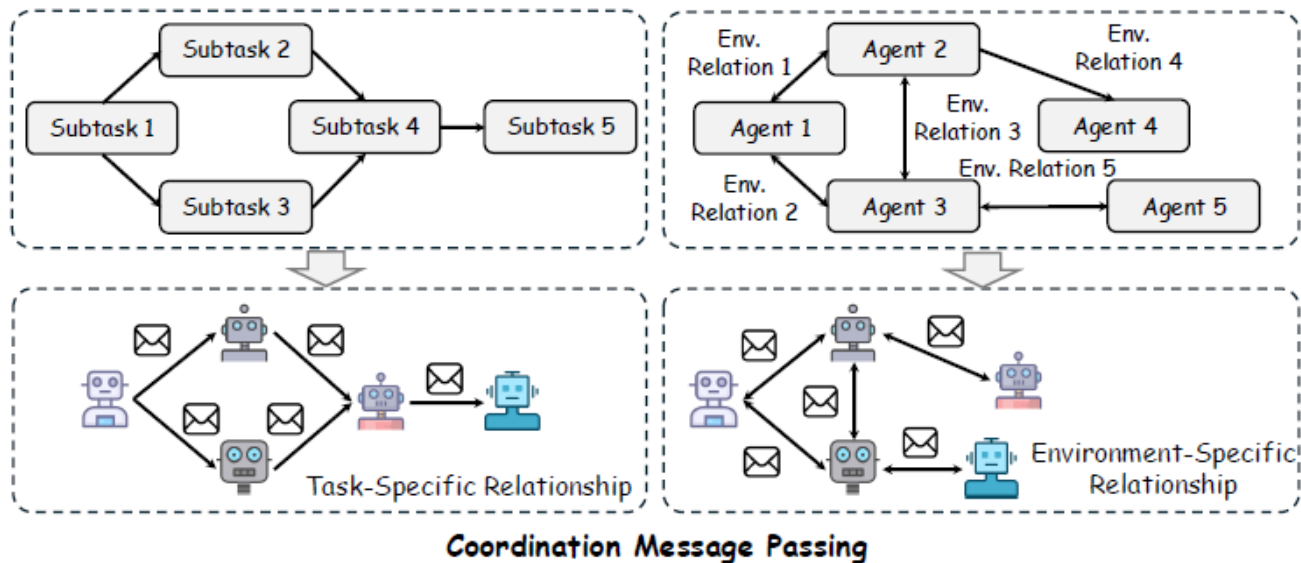 Subtask 2
Subtask 1
Subtask 4
Subtask 5
Subtask 3
Env.
Relation 1
Agent 2
Env.
Relation 4
Agent 1
Env.
Relation 3
Agent 4
Env.
Relation 2
Env. Relation 5
Agent 3
Agent 5
Task-Specific Relationship
Environment-Specific
Relationship
Coordination Message Passing